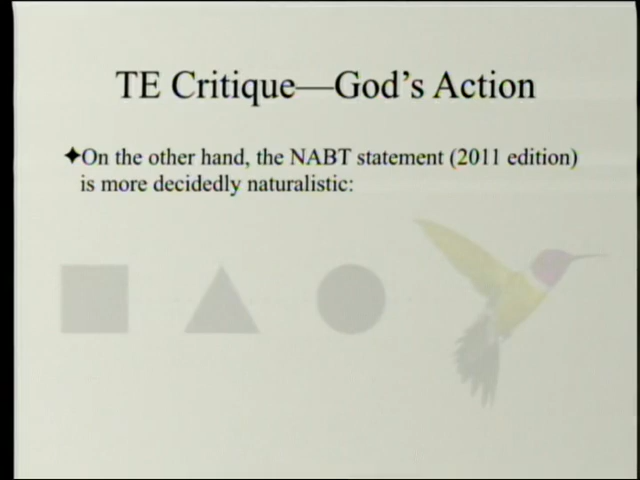 TE Critique—God's Action
✦On the other hand, the NABT statement (2011 edition)
is more decidedly naturalistic: